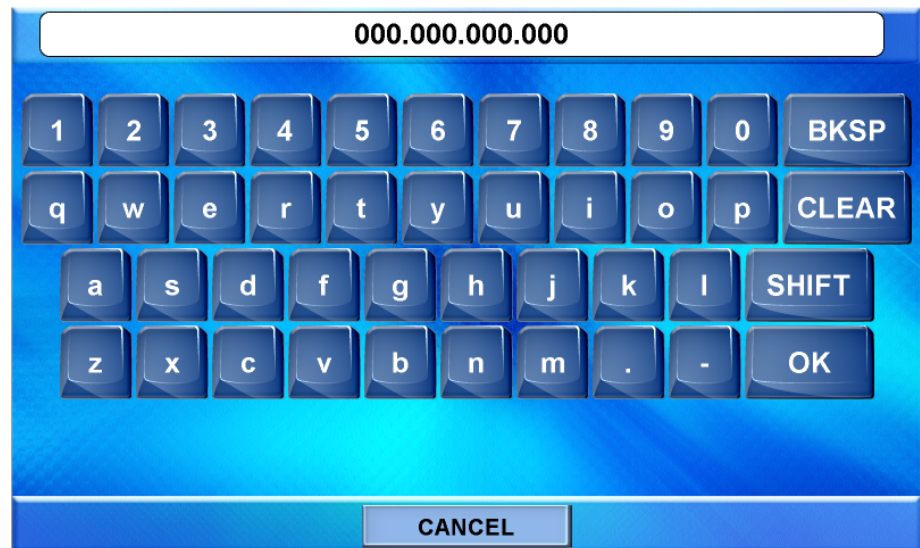 000.000.000.000
1 2 3 4 5 6 7 8 9 0 BKSP
q w e r t y u i o p CLEAR
a s d f g h j k l SHIFT
z x c v b n m . - OK
CANCEL